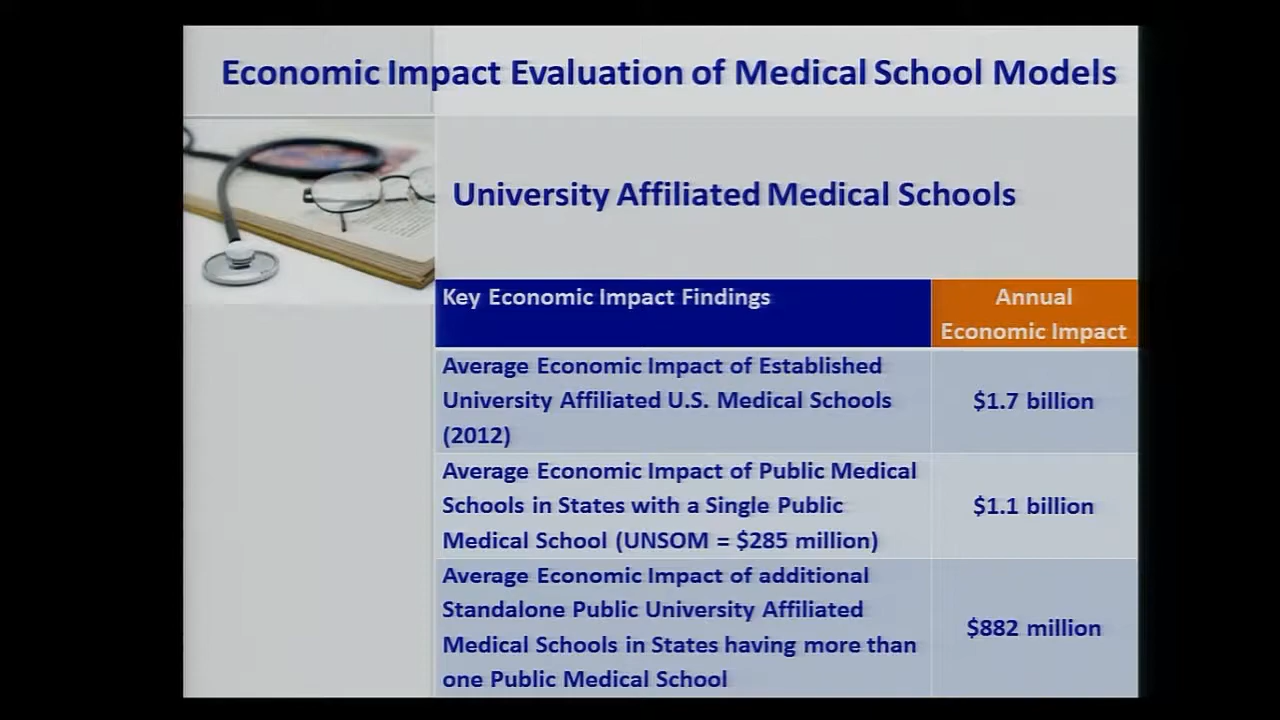 Economic Impact Evaluation of Medical School Models
University Affiliated Medical Schools
Key Economic Impact Findings
Annual
Economic Impact
Average Economic Impact of Established
University Affiliated U.S. Medical Schools
(2012)
$1.7 billion
Average Economic Impact of Public Medical
Schools in States with a Single Public
Medical School (UNSOM = $285 million)
$1.1 billion
Average Economic Impact of additional
Standalone Public University Affiliated
Medical Schools in States having more than
one Public Medical School
$882 million